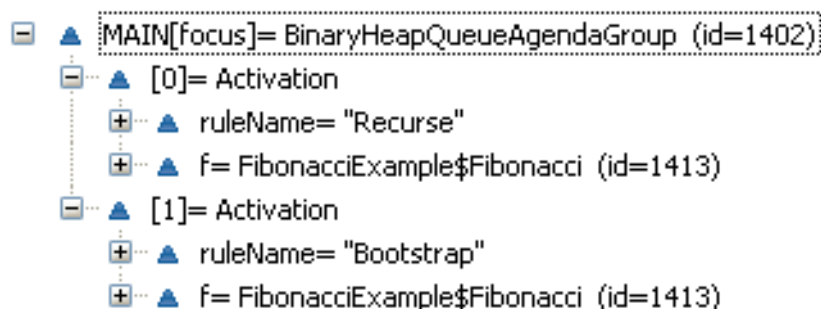 MAIN[focus]= BinaryHeapQueueAgendaGroup (id=1402)
[0]= Activation
ruleName= "Recurse"
f= FibonacciExample$Fibonacci (id=1413)
[1]= Activation
ruleName= "Bootstrap"
f= FibonacciExample$Fibonacci (id=1413)